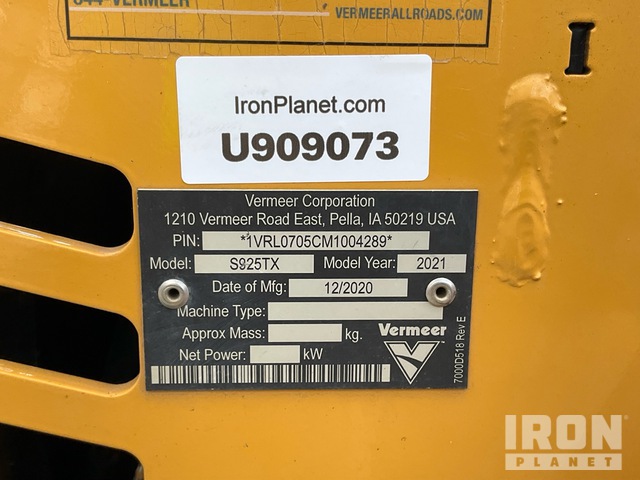 VERMEERALLROADS.COM
IronPlanet.com
U909073
Vermeer Corporation
1210 Vermeer Road East, Pella, IA 50219 USA
PIN: *1VRL0705CM1004289*
Model: S925TX Model Year: 2021
Date of Mfg: 12/2020
Machine Type:
Approx Mass: kg.
Net Power: kW
Vermeer
™
7000D518 Rev E
IRON
PLANET